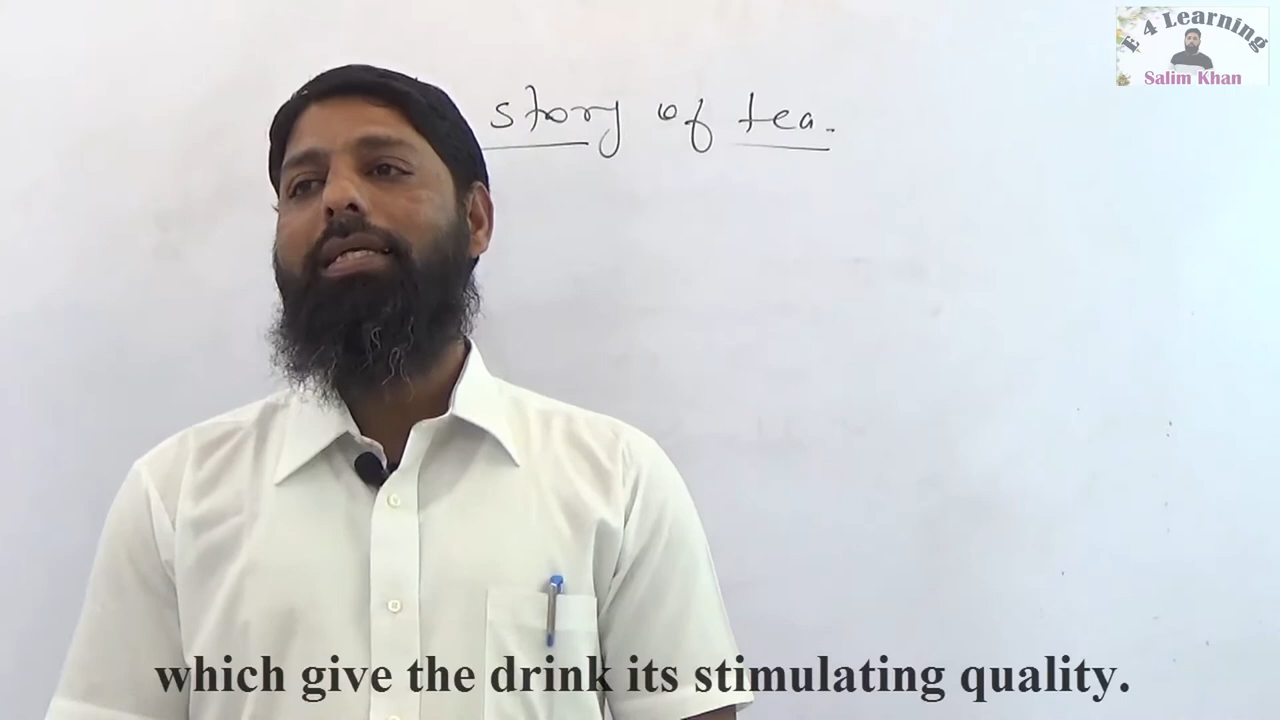 E 4 Learning
Salim Khan
story of tea.
which give the drink its stimulating quality.